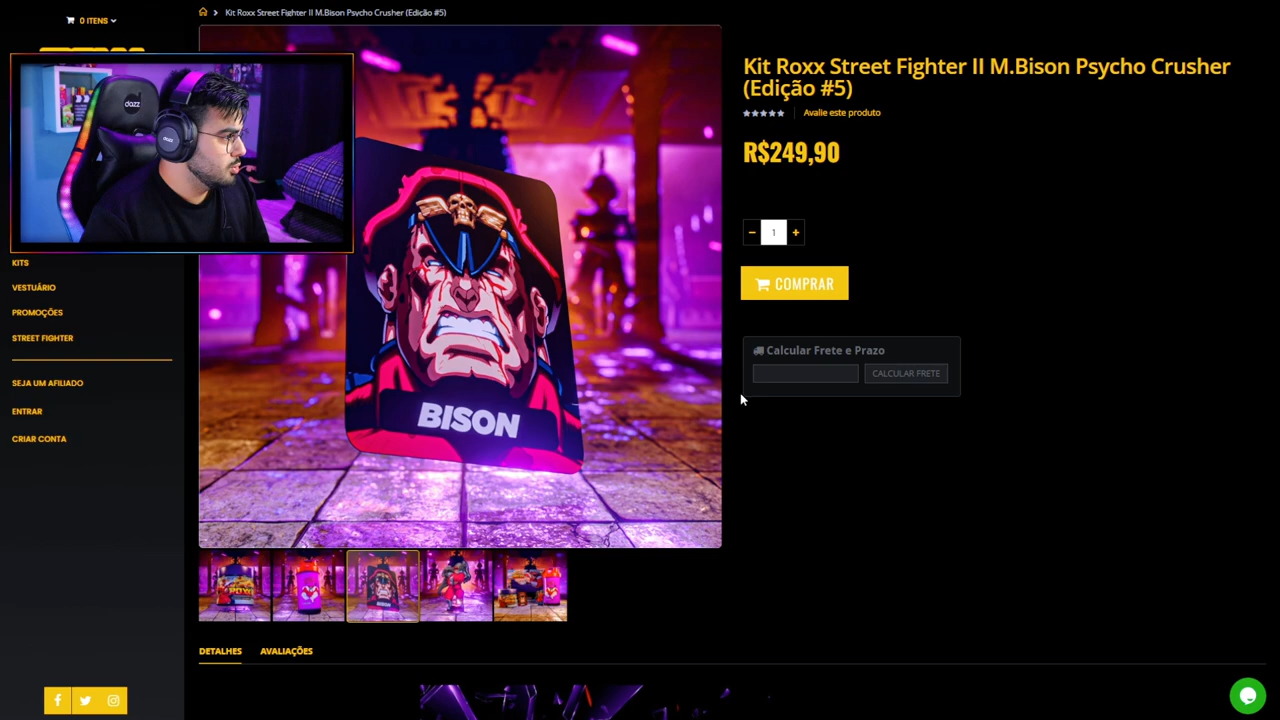 0 ITENS
Kit Roxx Street Fighter II M.Bison Psycho Crusher (Edição #5)
dazz
dazz
KITS
VESTUÁRIO
PROMOÇÕES
STREET FIGHTER
SEJA UM AFILIADO
ENTRAR
CRIAR CONTA
BISON
BISON
Kit Roxx Street Fighter II M.Bison Psycho Crusher
(Edição #5)
Avalie este produto
R$249,90
1
COMPRAR
Calcular Frete e Prazo
CALCULAR FRETE
DETALHES
AVALIAÇÕES